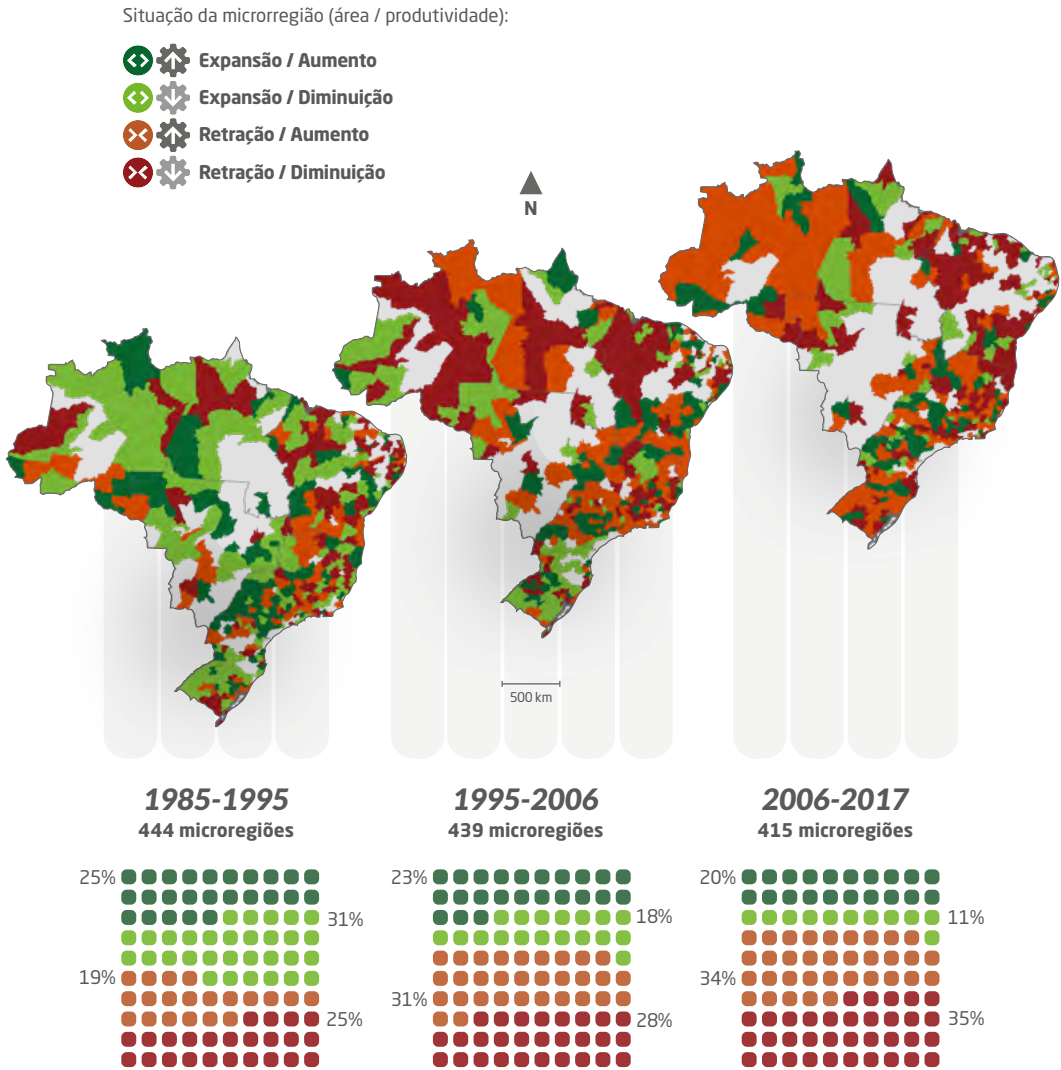 Situação da microrregião (área / produtividade):
Expansão / Aumento
Expansão / Diminuição
Retração / Aumento
Retração / Diminuição
N
500 km
1985-1995
444 microregiões
25%
31%
19%
25%
1995-2006
439 microregiões
23%
18%
31%
28%
2006-2017
415 microregiões
20%
11%
34%
35%